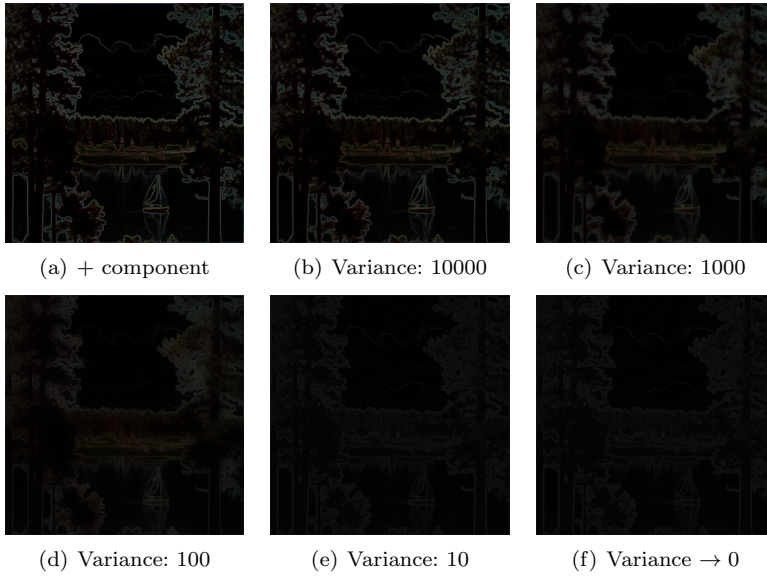 (a) + component
(b) Variance: 10000
(c) Variance: 1000
(d) Variance: 100
(e) Variance: 10
(f) Variance → 0